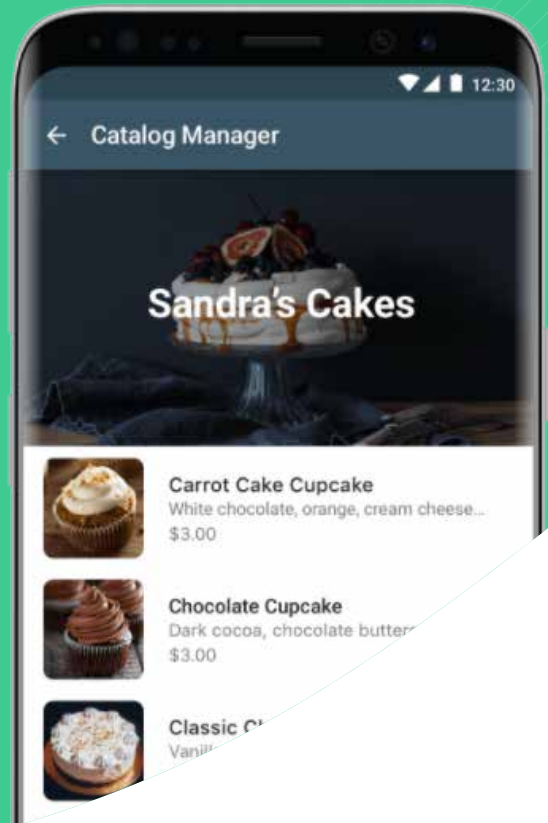 12:30
Catalog Manager
Sandra's Cakes
Carrot Cake Cupcake
White chocolate, orange, cream cheese...
$3.00
Chocolate Cupcake
Dark cocoa, chocolate
$3.00
Classic